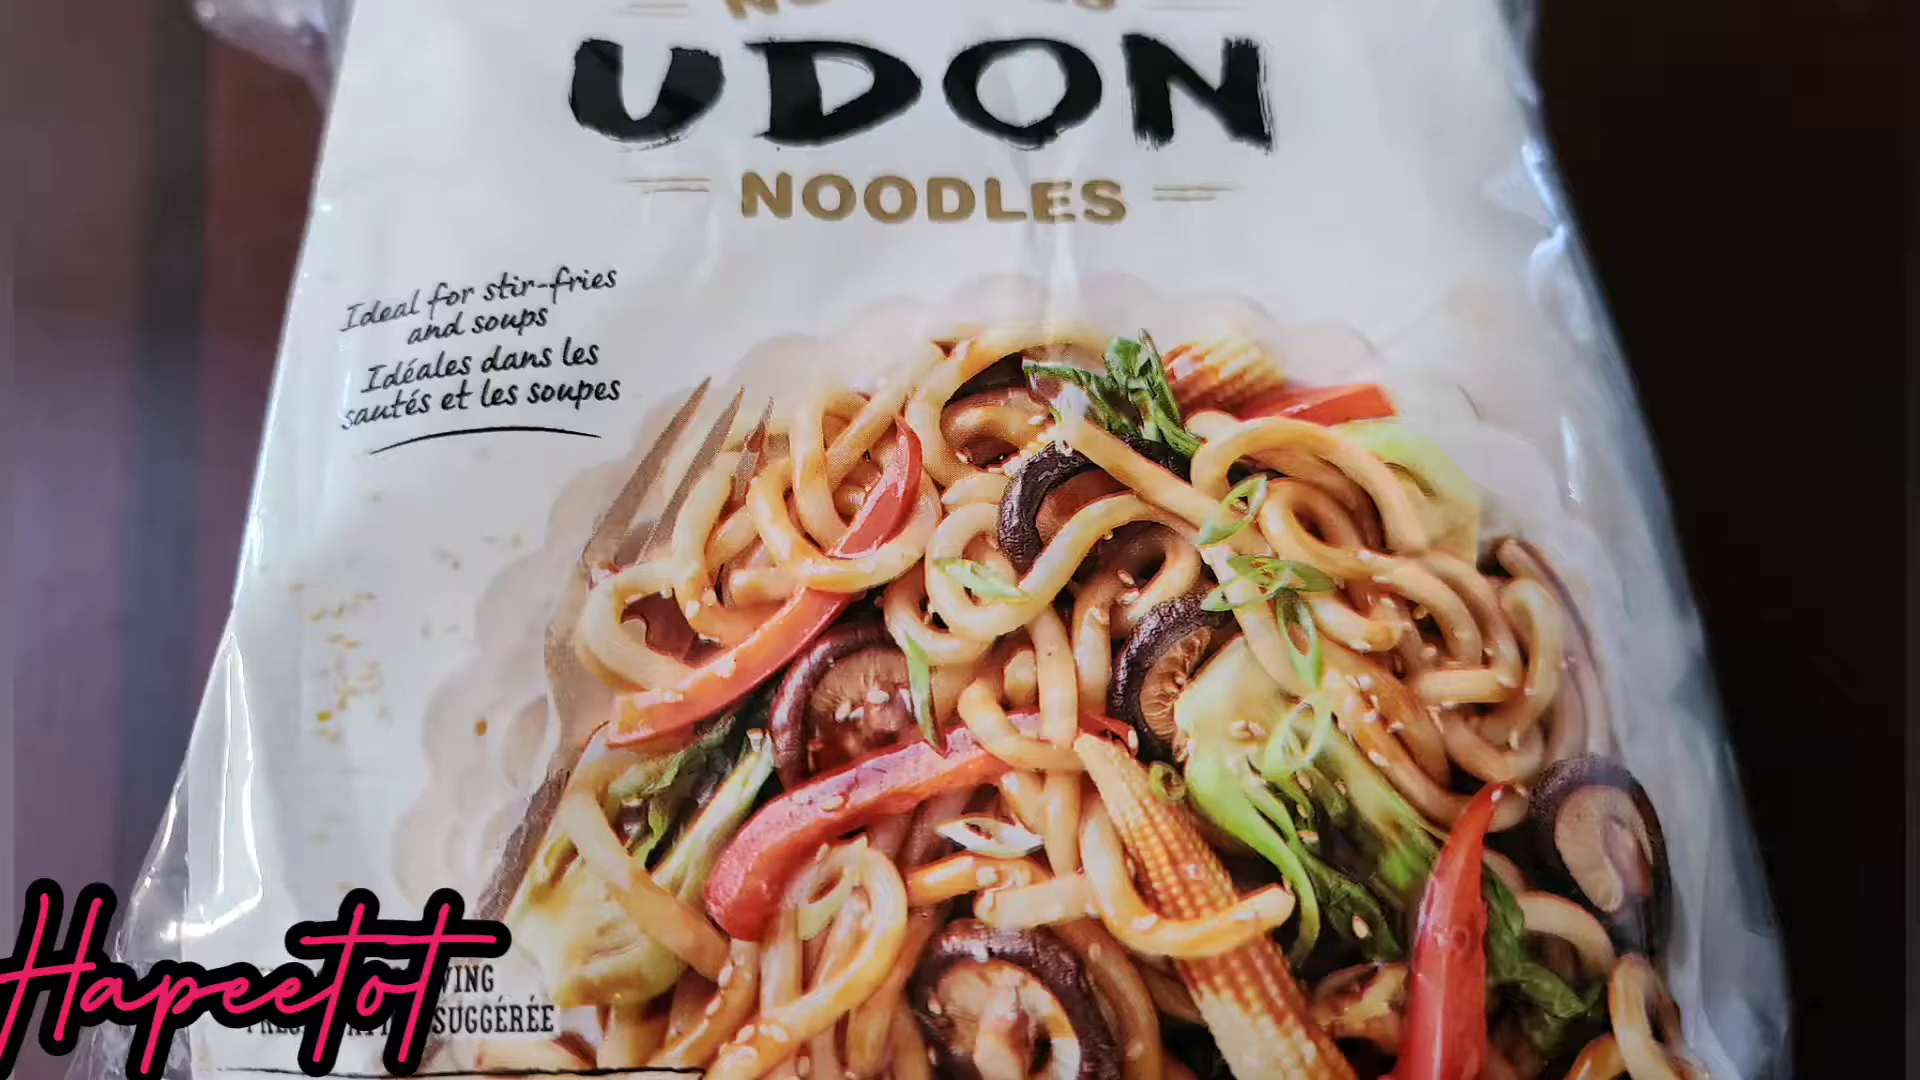 UDON
NOODLES
Ideal for stir-fries
and soups
Idéales dans les
sautés et les soupes
Hapeetot
SUGGÉRÉE